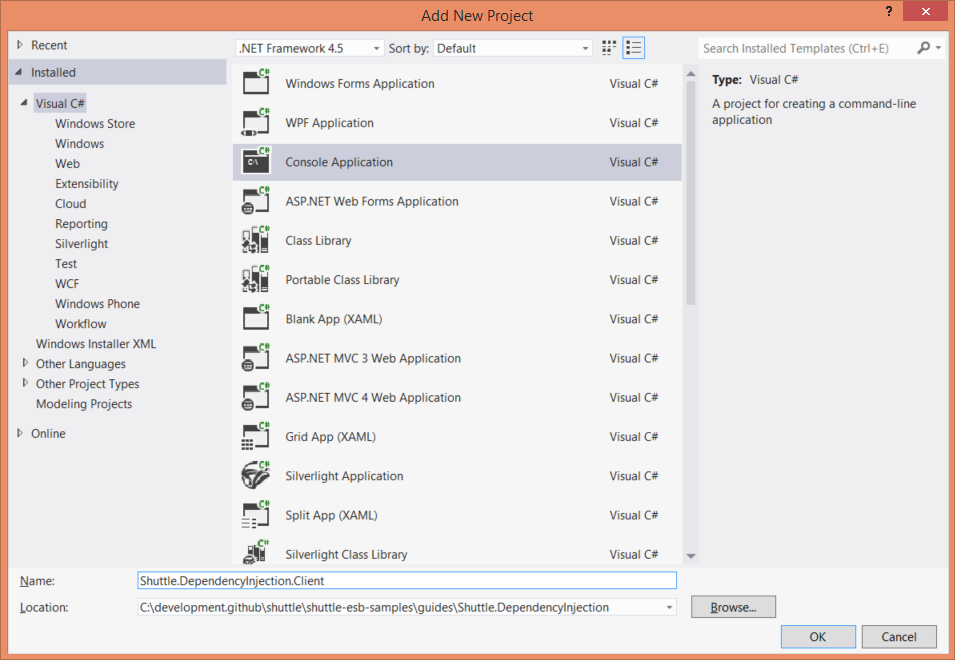 Add New Project
?
Recent
Installed
Visual C#
Windows Store
Windows
Web
Extensibility
Cloud
Reporting
Silverlight
Test
WCF
Windows Phone
Workflow
Windows Installer XML
Other Languages
Other Project Types
Modeling Projects
Online
.NET Framework 4.5 Sort by: Default
Windows Forms Application Visual C#
WPF Application Visual C#
Console Application Visual C#
ASP.NET Web Forms Application Visual C#
Class Library Visual C#
Portable Class Library Visual C#
Blank App (XAML) Visual C#
ASP.NET MVC 3 Web Application Visual C#
ASP.NET MVC 4 Web Application Visual C#
Grid App (XAML) Visual C#
Silverlight Application Visual C#
Split App (XAML) Visual C#
Silverlight Class Library Visual C#
Search Installed Templates (Ctrl+E)
Type: Visual C#
A project for creating a command-line
application
Name: Shuttle.DependencyInjection.Client
Location: C:\development.github\shuttle\shuttle-esb-samples\guides\Shuttle.DependencyInjection Browse...
OK Cancel